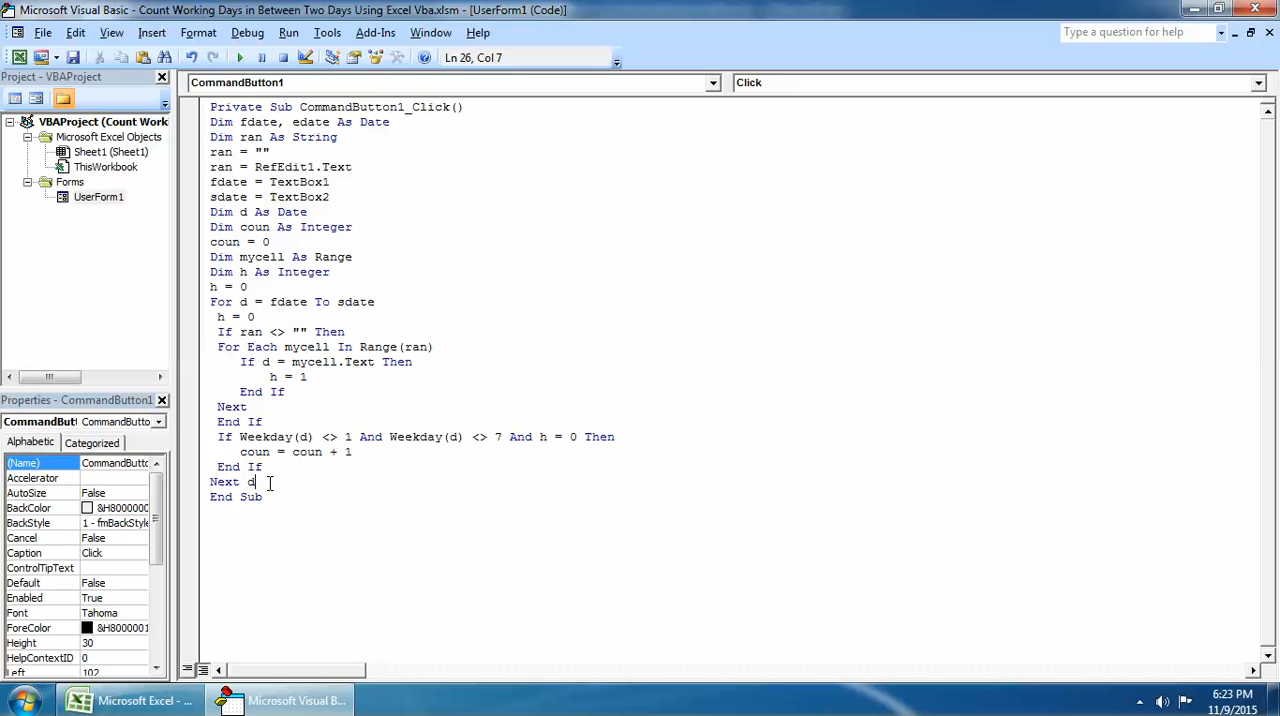 Microsoft Visual Basic - Count Working Days in Between Two Days Using Excel Vba.xlsm - [UserForm1 (Code)]
File Edit View Insert Format Debug Run Tools Add-Ins Window Help
Type a question for help
Ln 26, Col 7
Project - VBAProject
CommandButton1
Click
VBAProject (Count Work
Microsoft Excel Objects
Sheet1 (Sheet1)
ThisWorkbook
Forms
UserForm1
Private Sub CommandButton1_Click()
Dim fdate, edate As Date
Dim ran As String
ran = ""
ran = RefEdit1.Text
fdate = TextBox1
sdate = TextBox2
Dim d As Date
Dim coun As Integer
coun = 0
Dim mycell As Range
Dim h As Integer
h = 0
For d = fdate To sdate
h = 0
If ran <> "" Then
For Each mycell In Range(ran)
If d = mycell.Text Then
h = 1
End If
Next
End If
If Weekday(d) <> 1 And Weekday(d) <> 7 And h = 0 Then
coun = coun + 1
End If
Next d
End Sub
Properties - CommandButton1
CommandBut CommandButto
Alphabetic Categorized
(Name) CommandButto
Accelerator
AutoSize False
BackColor &H8000000
BackStyle 1 - fmBackStyle
Cancel False
Caption Click
ControlTipText
Default False
Enabled True
Font Tahoma
ForeColor &H8000001
Height 30
HelpContextID 0
Left 102
Microsoft Excel - ...
Microsoft Visual B...
6:23 PM
11/9/2015